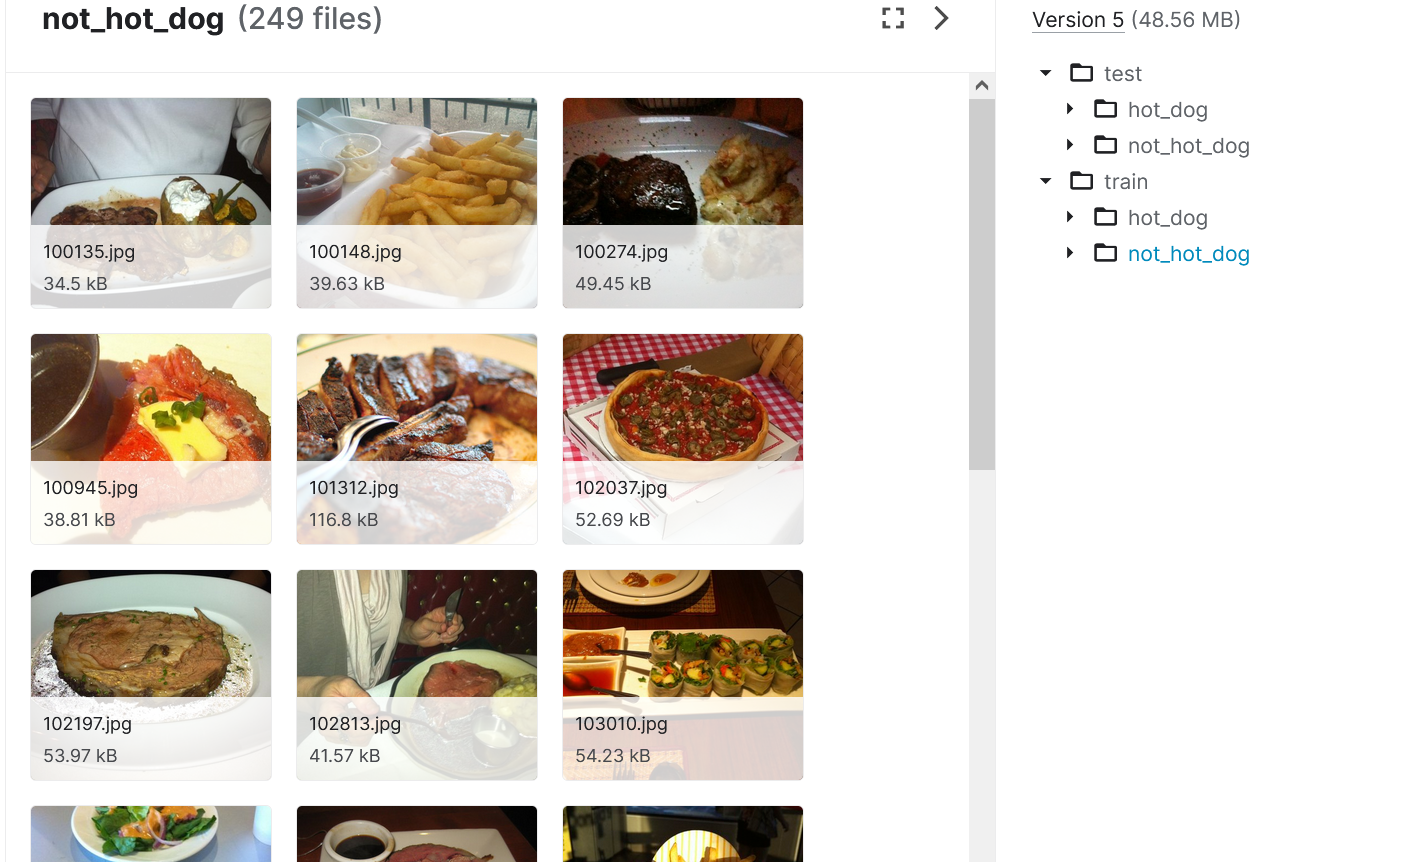 not_hot_dog (249 files)
100135.jpg
34.5 kB
100148.jpg
39.63 kB
100274.jpg
49.45 kB
100945.jpg
38.81 kB
101312.jpg
116.8 kB
102037.jpg
52.69 kB
102197.jpg
53.97 kB
102813.jpg
41.57 kB
103010.jpg
54.23 kB
Version 5 (48.56 MB)
test
hot_dog
not_hot_dog
train
hot_dog
not_hot_dog